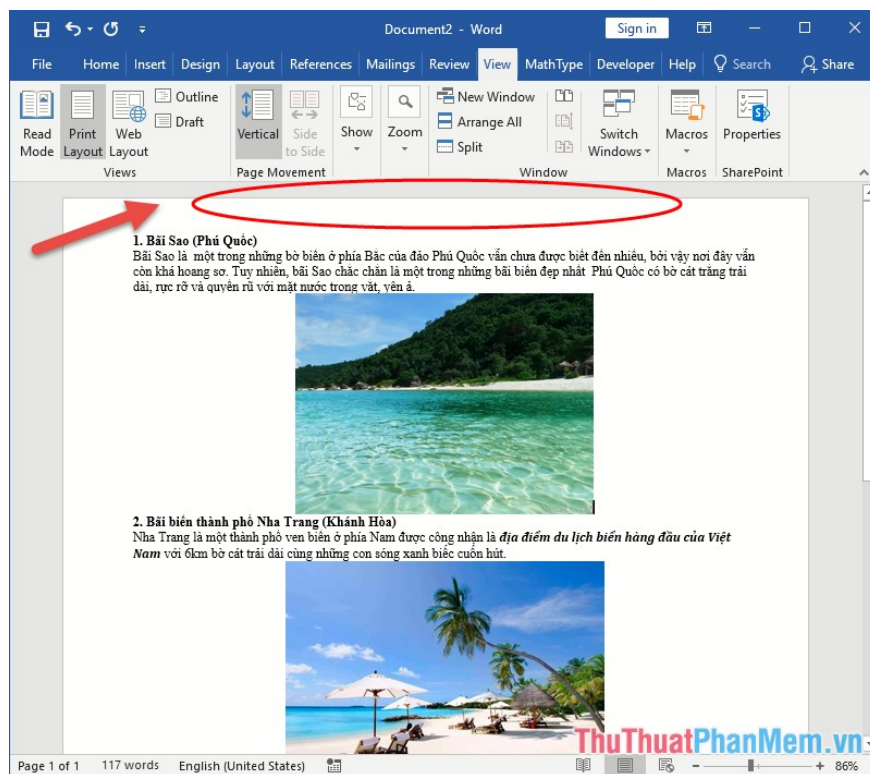 Document2 - Word
Sign in
File Home Insert Design Layout References Mailings Review View MathType Developer Help Search Share
Read Mode
Print Layout
Web Layout
Outline
Draft
Views
Vertical
Side to Side
Page Movement
Show
Zoom
New Window
Arrange All
Split
Switch Windows
Window
Macros
Macros
Properties
SharePoint
1. Bãi Sao (Phú Quốc)
Bãi Sao là một trong những bờ biển ở phía Bắc của đảo Phú Quốc vẫn chưa được biết đến nhiều, bởi vậy nơi đây vẫn
còn khá hoang sơ. Tuy nhiên, bãi Sao chắc chắn là một trong những bãi biển đẹp nhất Phú Quốc có bờ cát trắng trải
dài, rực rỡ và quyến rũ với mặt nước trong vắt, yên ả.
2. Bãi biển thành phố Nha Trang (Khánh Hòa)
Nha Trang là một thành phố ven biển ở phía Nam được công nhận là địa điểm du lịch biển hàng đầu của Việt
Nam với 6km bờ cát trải dài cùng những con sóng xanh biếc cuốn hút.
ThuThuatPhanMem.vn
Page 1 of 1 117 words English (United States) 86%